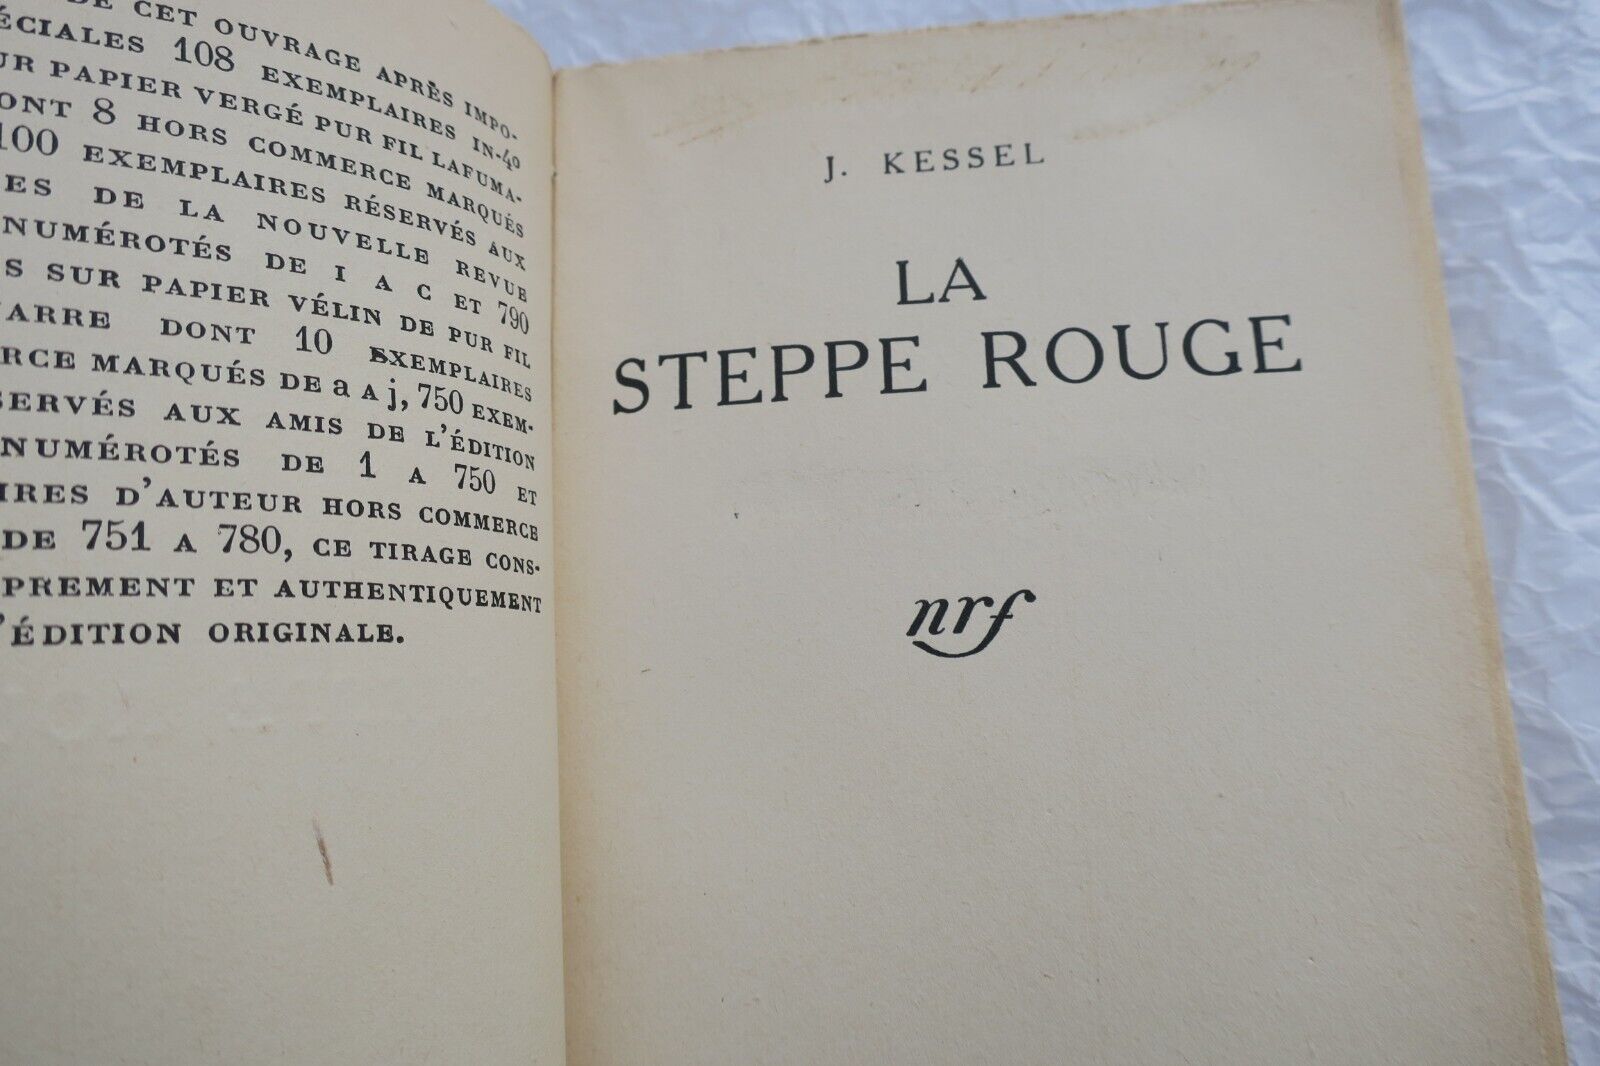 DE CET OUVRAGE APRÈS IMPO-
ÉCIALES 108 EXEMPLAIRES IN-4o
UR PAPIER VERGÉ PUR FIL LAFUMA-
ONT 8 HORS COMMERCE MARQUÉS
100 EXEMPLAIRES RÉSERVÉS AUX
ES DE LA NOUVELLE REVUE
NUMÉROTÉS DE I A C ET 790
S SUR PAPIER VÉLIN DE PUR FIL
ARRE DONT 10 EXEMPLAIRES
RCE MARQUÉS DE a A j, 750 EXEM-
SERVÉS AUX AMIS DE L'ÉDITION
NUMÉROTÉS DE 1 A 750 ET
IRES D'AUTEUR HORS COMMERCE
DE 751 A 780, CE TIRAGE CONS-
PREMENT ET AUTHENTIQUEMENT
'ÉDITION ORIGINALE.
J. KESSEL
LA
STEPPE ROUGE
nrf